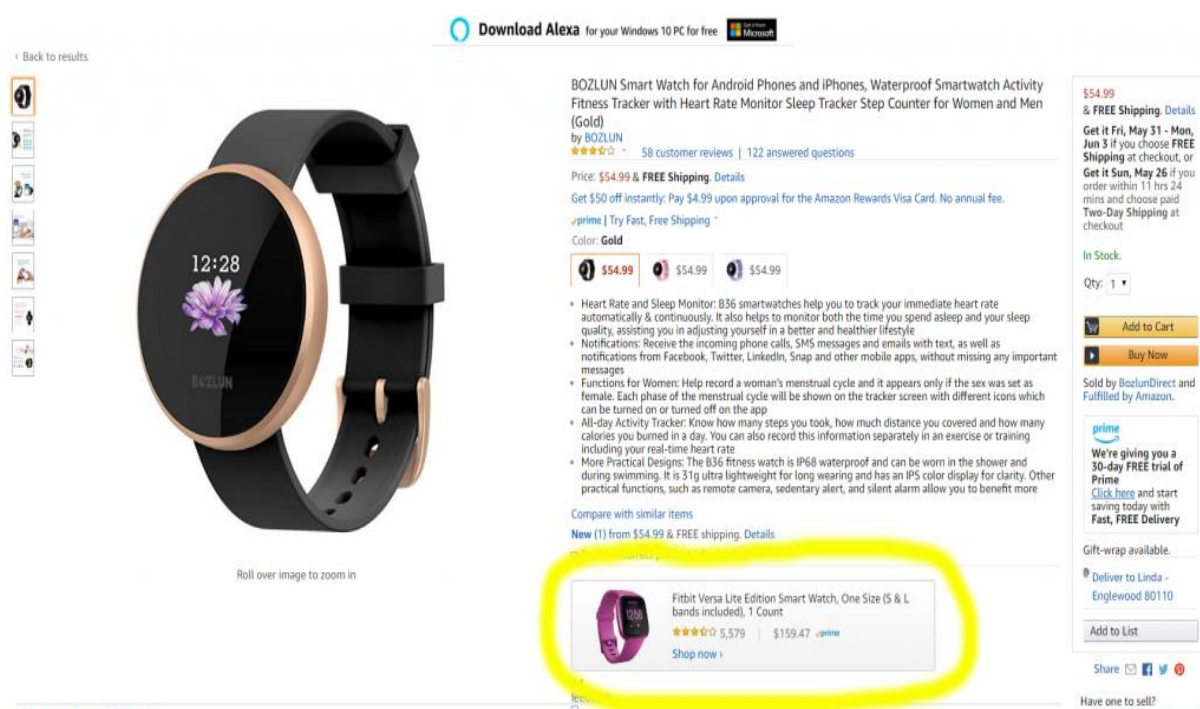 Download Alexa for your Windows 10 PC for free
Microsoft
‹ Back to results
12:28
BOZLUN
Roll over image to zoom in
BOZLUN Smart Watch for Android Phones and iPhones, Waterproof Smartwatch Activity
Fitness Tracker with Heart Rate Monitor Sleep Tracker Step Counter for Women and Men
(Gold)
by BOZLUN
58 customer reviews | 122 answered questions
Price: $54.99 & FREE Shipping. Details
Get $50 off instantly: Pay $4.99 upon approval for the Amazon Rewards Visa Card. No annual fee.
prime | Try Fast, Free Shipping
Color: Gold
$54.99 $54.99 $54.99
Heart Rate and Sleep Monitor: B36 smartwatches help you to track your immediate heart rate
automatically & continuously. It also helps to monitor both the time you spend asleep and your sleep
quality, assisting you in adjusting yourself in a better and healthier lifestyle
Notifications: Receive the incoming phone calls, SMS messages and emails with text, as well as
notifications from Facebook, Twitter, LinkedIn, Snap and other mobile apps, without missing any important
messages
Functions for Women: Help record a woman's menstrual cycle and it appears only if the sex was set as
female. Each phase of the menstrual cycle will be shown on the tracker screen with different icons which
can be turned on or turned off on the app
All-day Activity Tracker: Know how many steps you took, how much distance you covered and how many
calories you burned in a day. You can also record this information separately in an exercise or training
including your real-time heart rate
More Practical Designs: The B36 fitness watch is IP68 waterproof and can be worn in the shower and
during swimming. It is 31g ultra lightweight for long wearing and has an IPS color display for clarity. Other
practical functions, such as remote camera, sedentary alert, and silent alarm allow you to benefit more
Compare with similar items
New (1) from $54.99 & FREE shipping. Details
Fitbit Versa Lite Edition Smart Watch, One Size (S & L
bands included), 1 Count
5,579 | $159.47 prime
Shop now ›
$54.99
& FREE Shipping. Details
Get it Fri, May 31 - Mon,
Jun 3 if you choose FREE
Shipping at checkout, or
Get it Sun, May 26 if you
order within 11 hrs 24
mins and choose paid
Two-Day Shipping at
checkout
In Stock.
Qty: 1
Add to Cart
Buy Now
Sold by BozlunDirect and
Fulfilled by Amazon.
prime
We're giving you a
30-day FREE trial of
Prime
Click here and start
saving today with
Fast, FREE Delivery
Gift-wrap available.
Deliver to Linda -
Englewood 80110
Add to List
Share
Have one to sell?